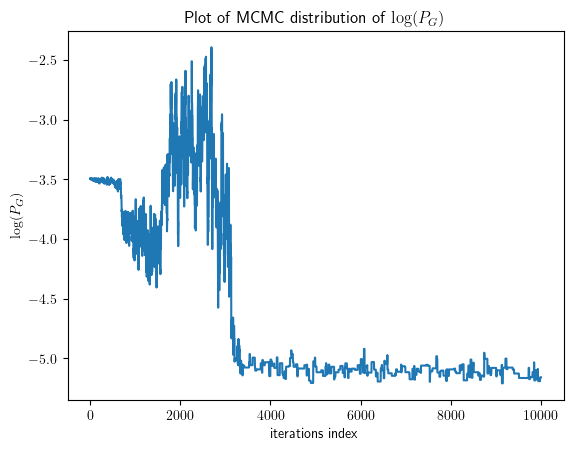 Plot of MCMC distribution of log(P_G)
log(P_G)
−2.5
−3.0
−3.5
−4.0
−4.5
−5.0
0 2000 4000 6000 8000 10000
iterations index